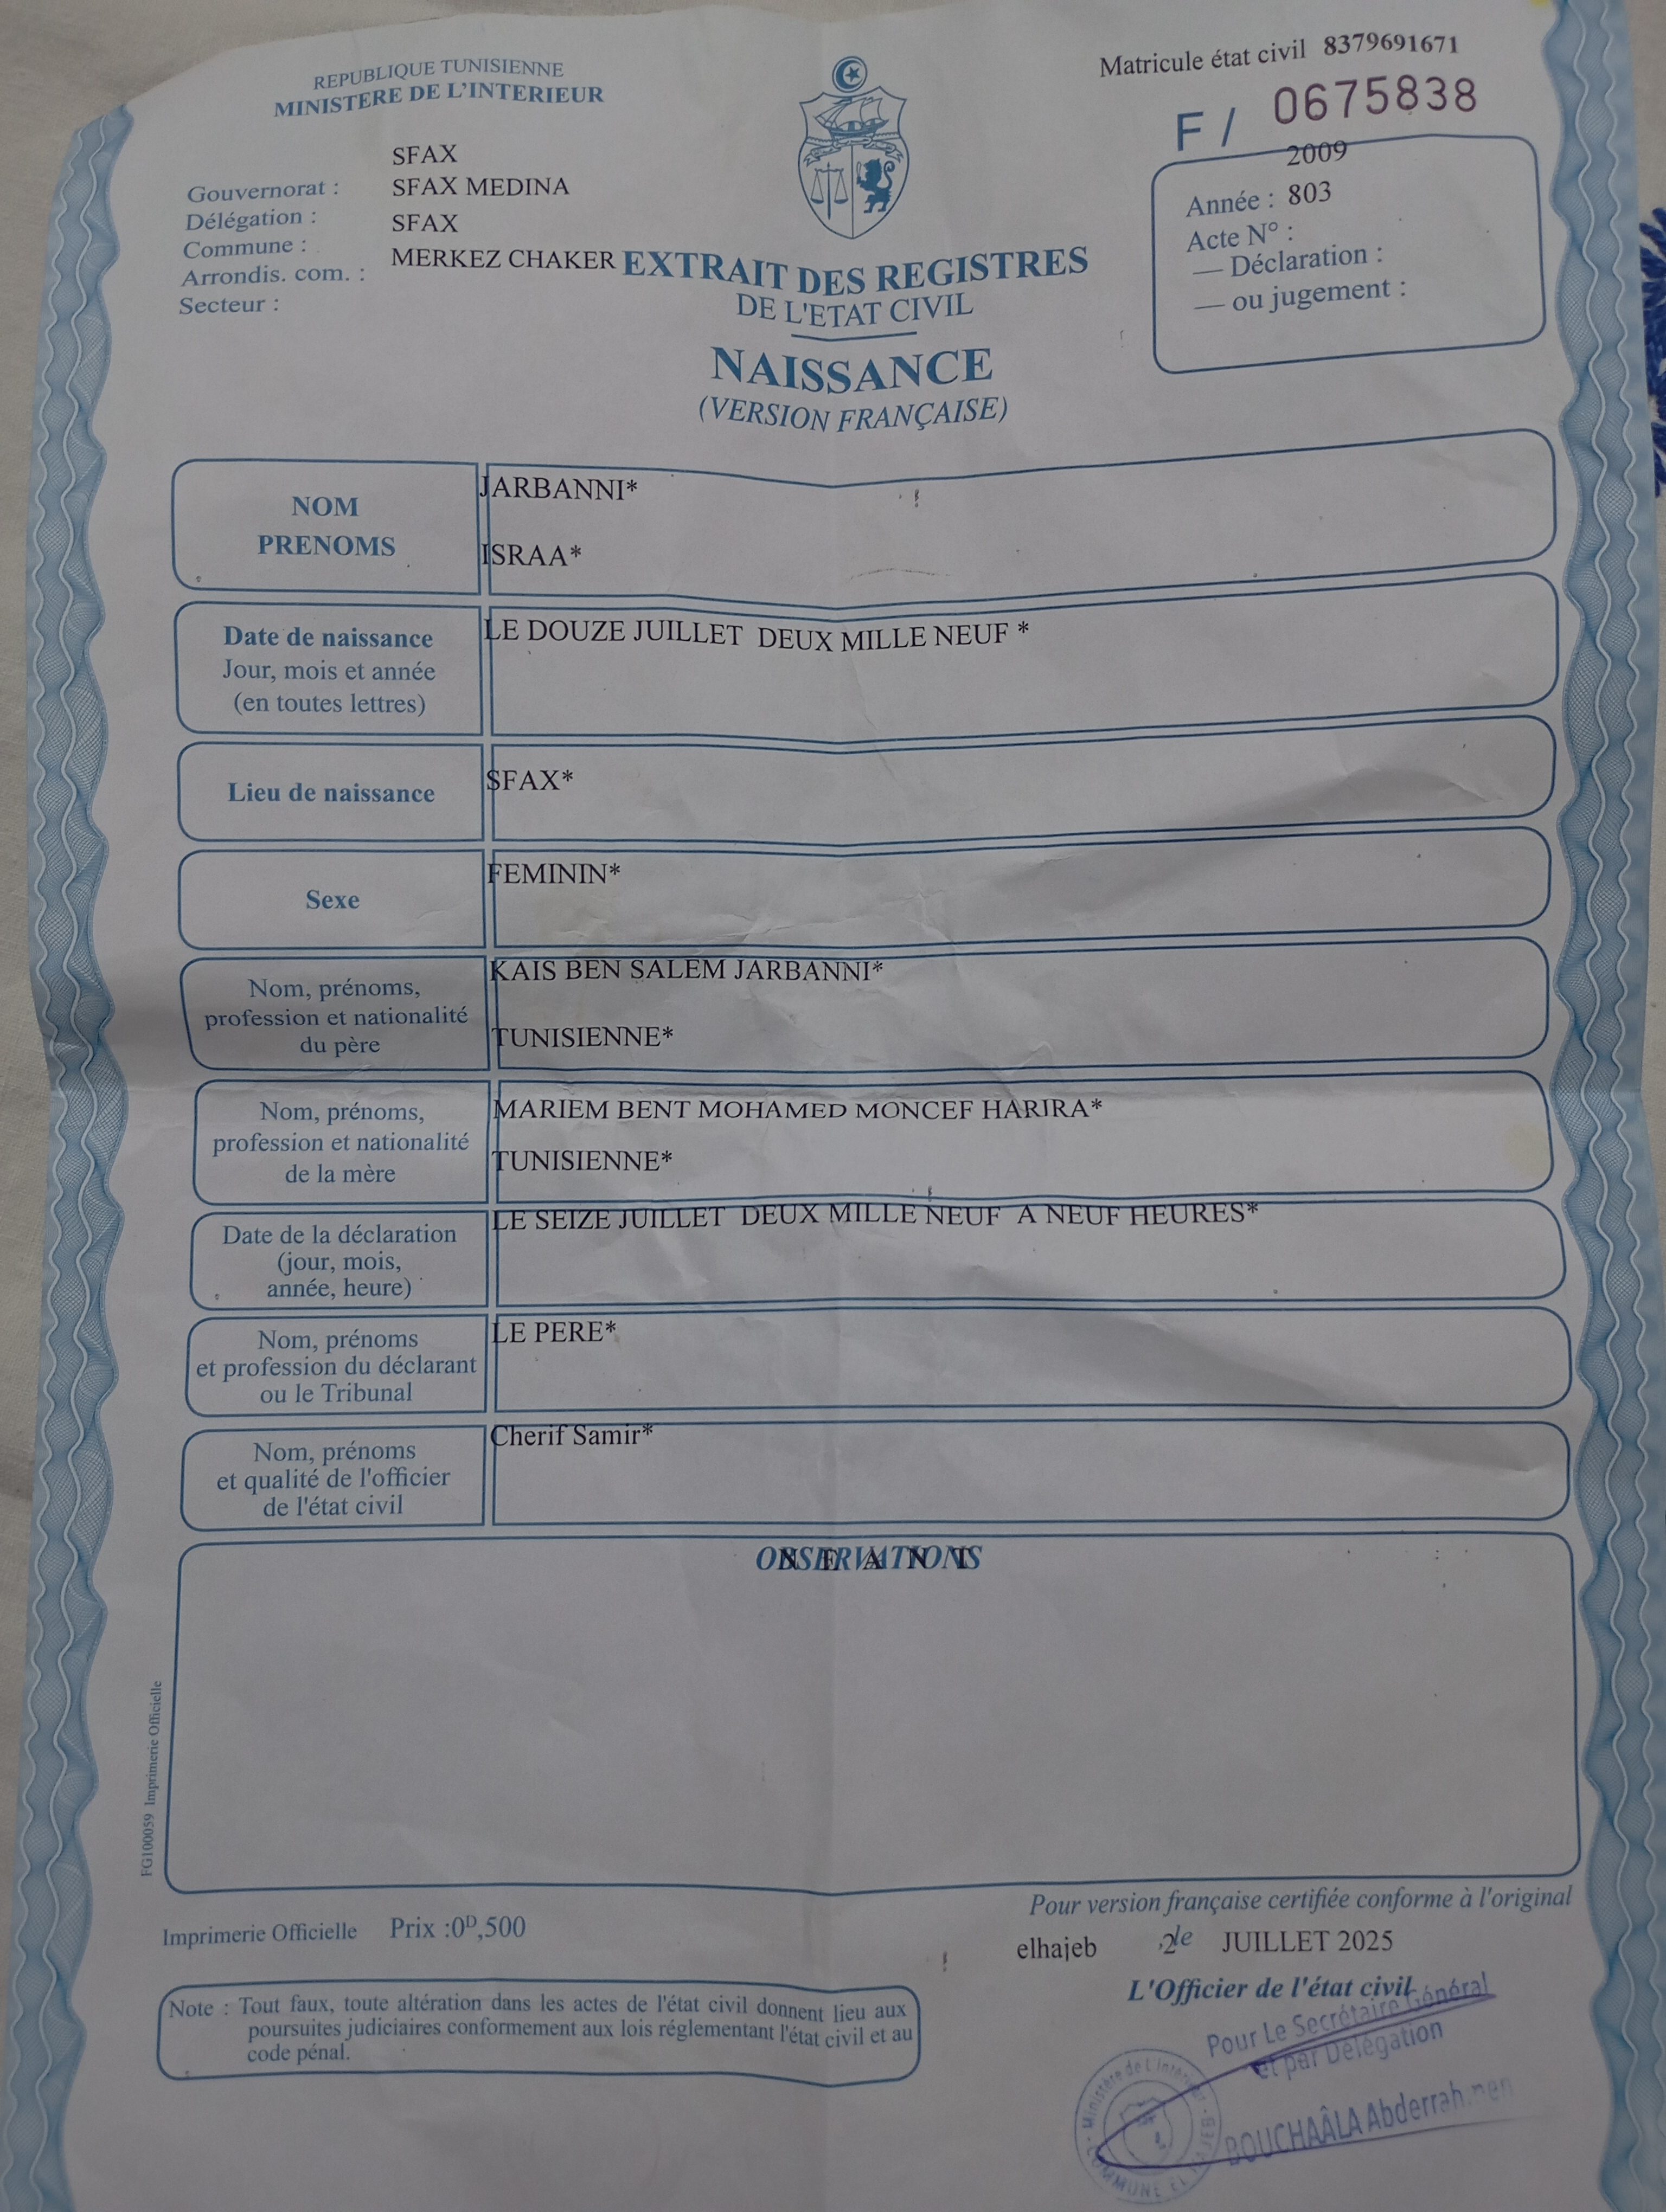 REPUBLIQUE TUNISIENNE
MINISTERE DE L'INTERIEUR
Matricule état civil 8379691671
F/ 0675838
SFAX
Gouvernorat : SFAX MEDINA
Délégation : SFAX
Commune :
Arrondis. com. : MERKEZ CHAKER
Secteur :
2009
Année : 803
Acte N° :
— Déclaration :
— ou jugement :
EXTRAIT DES REGISTRES
DE L'ETAT CIVIL
NAISSANCE
(VERSION FRANÇAISE)
NOM
PRENOMS
JARBANNI*
ISRAA*
Date de naissance
Jour, mois et année
(en toutes lettres)
LE DOUZE JUILLET DEUX MILLE NEUF *
Lieu de naissance
SFAX*
Sexe
FEMININ*
Nom, prénoms,
profession et nationalité
du père
KAIS BEN SALEM JARBANNI*
TUNISIENNE*
Nom, prénoms,
profession et nationalité
de la mère
MARIEM BENT MOHAMED MONCEF HARIRA*
TUNISIENNE*
Date de la déclaration
(jour, mois,
année, heure)
LE SEIZE JUILLET DEUX MILLE NEUF A NEUF HEURES*
Nom, prénoms
et profession du déclarant
ou le Tribunal
LE PERE*
Nom, prénoms
et qualité de l'officier
de l'état civil
Cherif Samir*
OBSERVATIONS
N E A N T
FG100059 Imprimerie Officielle
Imprimerie Officielle Prix :0ᴰ,500
Pour version française certifiée conforme à l'original
elhajeb 2 le JUILLET 2025
L'Officier de l'état civil
Note : Tout faux, toute altération dans les actes de l'état civil donnent lieu aux
poursuites judiciaires conformement aux lois réglementant l'état civil et au
code pénal.
Pour Le Secrétaire Général
et par Délégation
BOUCHAÂLA Abderrahmen
Ministère de L'Intérieur
COMMUNE EL HAJEB